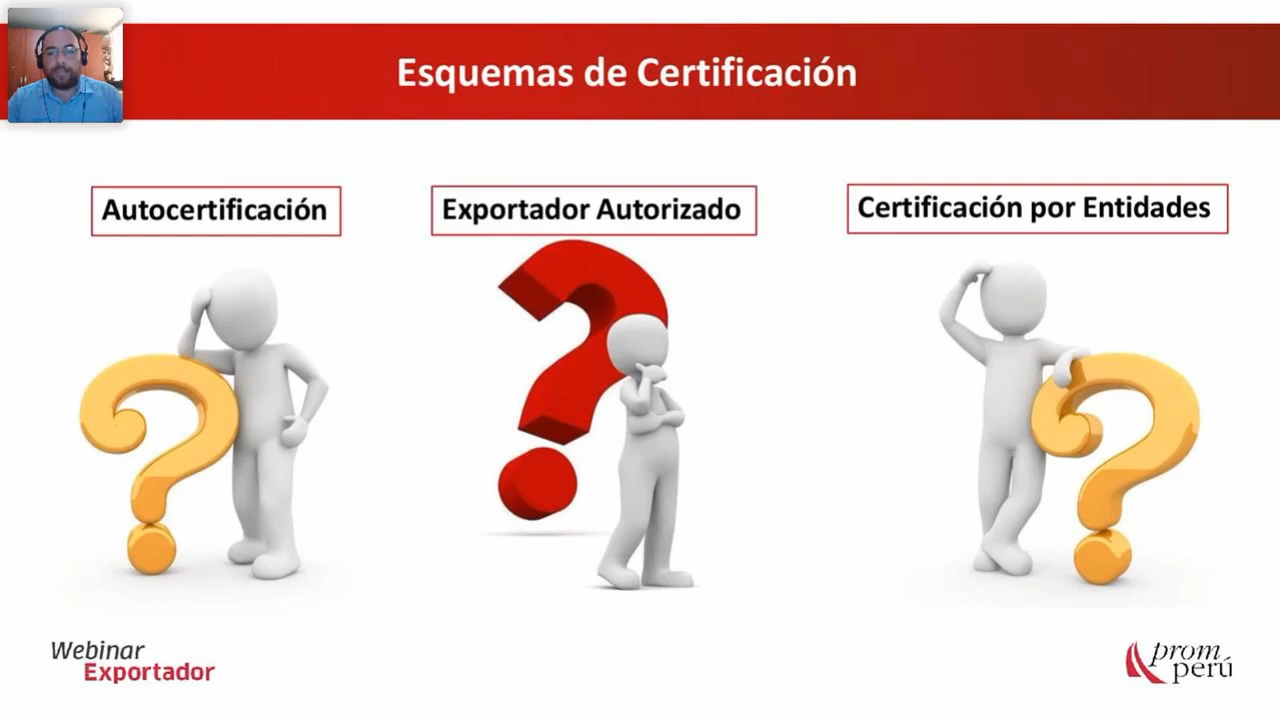 Esquemas de Certificación
Autocertificación
Exportador Autorizado
Certificación por Entidades
Webinar
Exportador
prom
perú